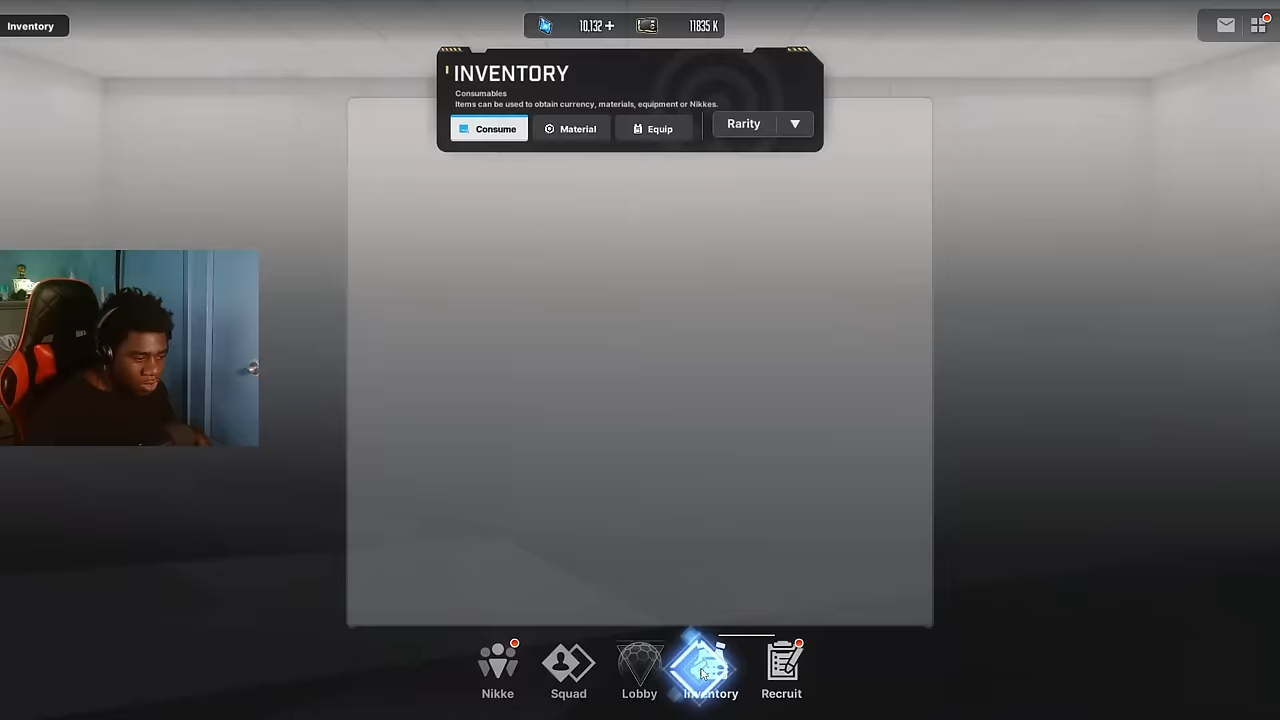 Inventory
10,132 +
11835 K
INVENTORY
Consumables
Items can be used to obtain currency, materials, equipment or Nikkes.
Consume
Material
Equip
Rarity
Nikke
Squad
Lobby
Inventory
Recruit